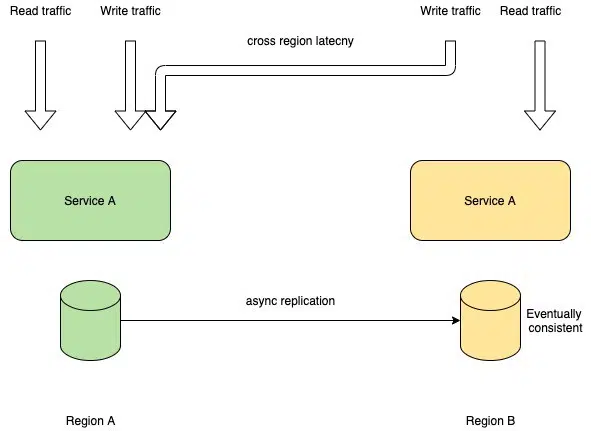 Read traffic
Write traffic
Write traffic
Read traffic
cross region latecny
Service A
Service A
async replication
Eventually
consistent
Region A
Region B